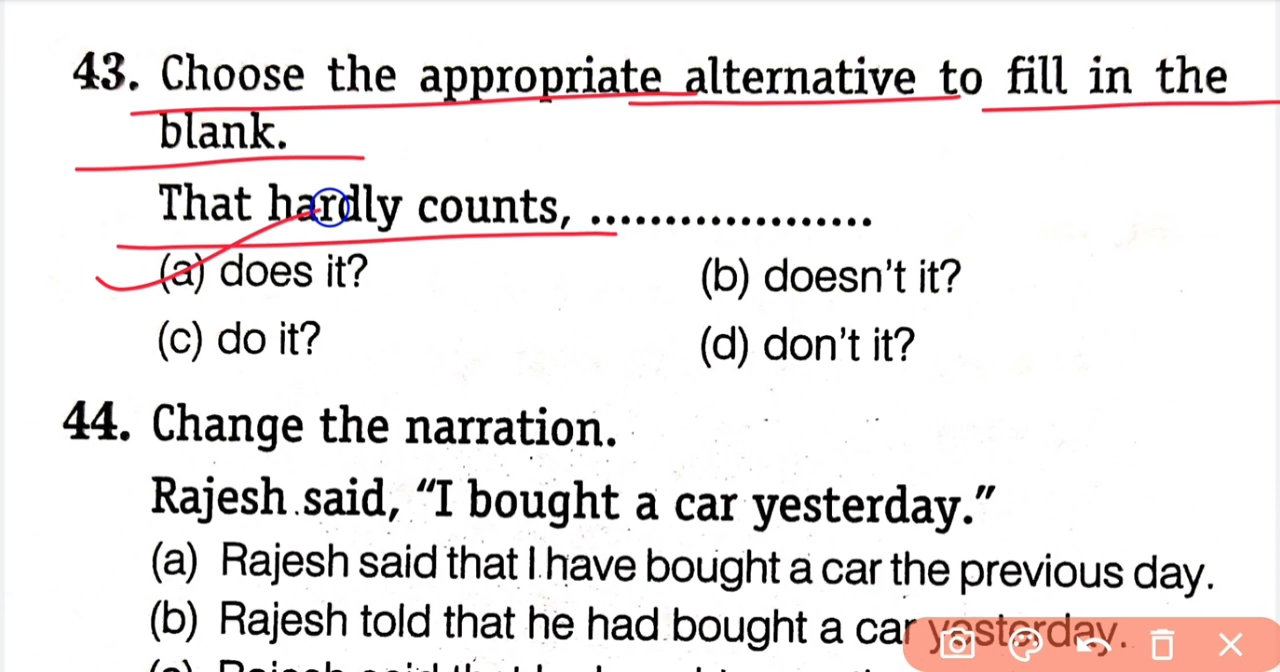 43. Choose the appropriate alternative to fill in the
blank.
That hardly counts, ...................
(a) does it?
(b) doesn't it?
(c) do it?
(d) don't it?
44. Change the narration.
Rajesh said, “I bought a car yesterday.”
(a) Rajesh said that I have bought a car the previous day.
(b) Rajesh told that he had bought a car yesterday.